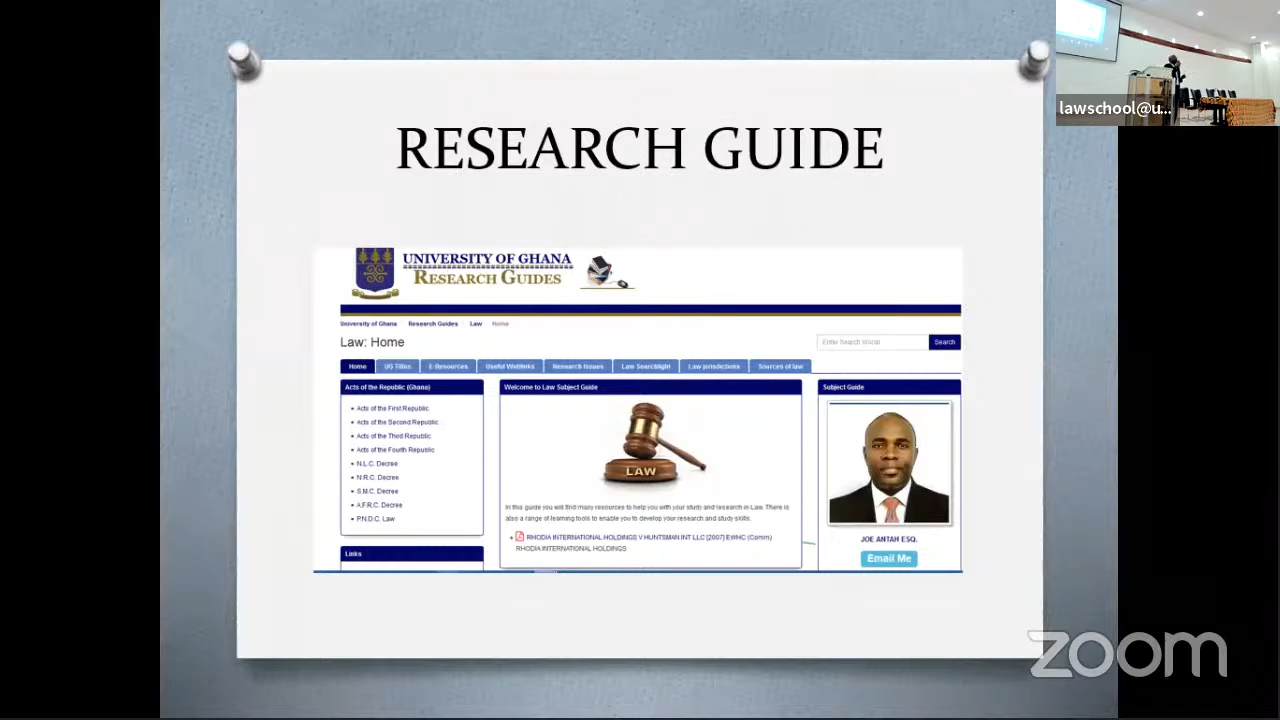 RESEARCH GUIDE
lawschool@u...
UNIVERSITY OF GHANA
RESEARCH GUIDES
University of Ghana Research Guides Law Home
Law: Home
Enter Search Words Search
Home UG Titles E-Resources Useful Weblinks Research Issues Law Searchlight Law jurisdictions Sources of law
Acts of the Republic (Ghana)
• Acts of the First Republic
• Acts of the Second Republic
• Acts of the Third Republic
• Acts of the Fourth Republic
• N.L.C. Decree
• N.R.C. Decree
• S.M.C. Decree
• A.F.R.C. Decree
• P.N.D.C. Law
Links
Welcome to Law Subject Guide
LAW
In this guide you will find many resources to help you with your study and research in Law. There is
also a range of learning tools to enable you to develop your research and study skills.
• RHODIA INTERNATIONAL HOLDINGS V HUNTSMAN INT LLC [2007] EWHC (Comm)
RHODIA INTERNATIONAL HOLDINGS
Subject Guide
JOE ANTAH ESQ.
Email Me
zoom